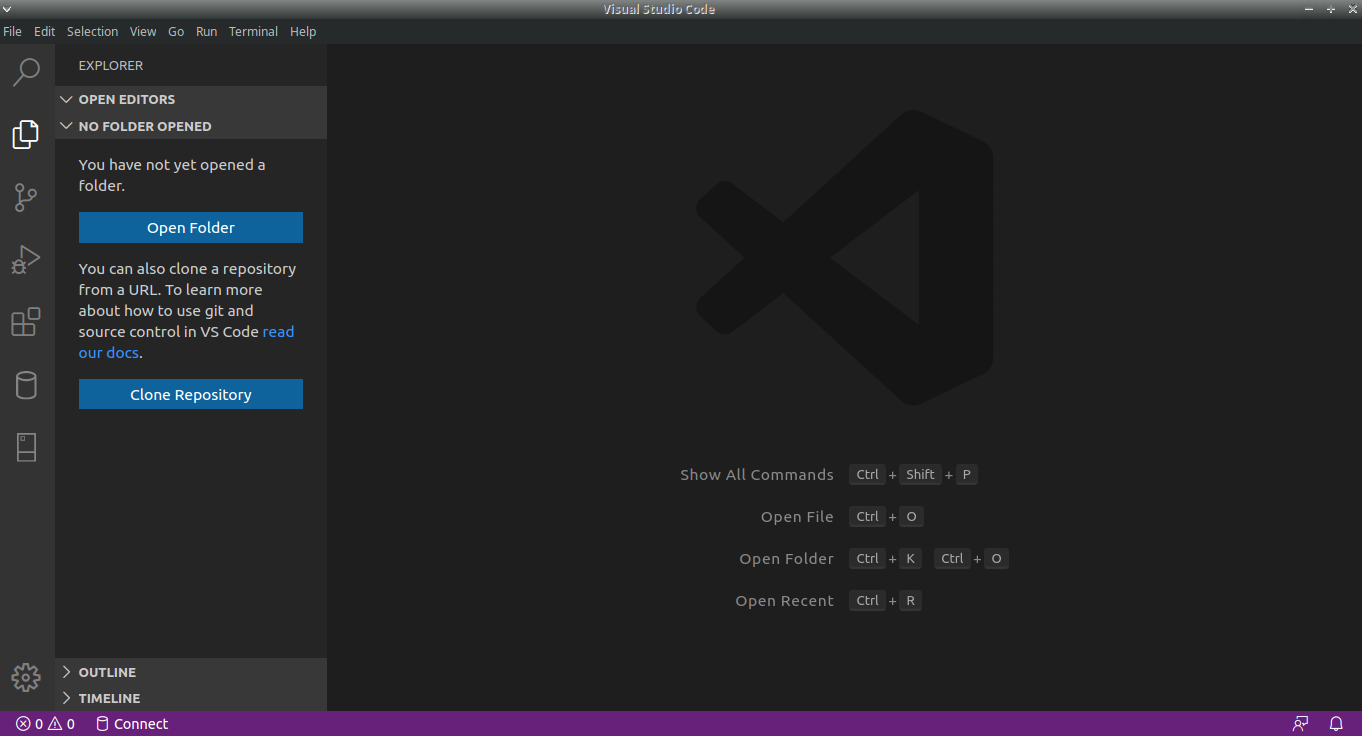 Visual Studio Code
File Edit Selection View Go Run Terminal Help
EXPLORER
OPEN EDITORS
NO FOLDER OPENED
You have not yet opened a
folder.
Open Folder
You can also clone a repository
from a URL. To learn more
about how to use git and
source control in VS Code read
our docs.
Clone Repository
Show All Commands Ctrl + Shift + P
Open File Ctrl + O
Open Folder Ctrl + K Ctrl + O
Open Recent Ctrl + R
OUTLINE
TIMELINE
0 0 Connect